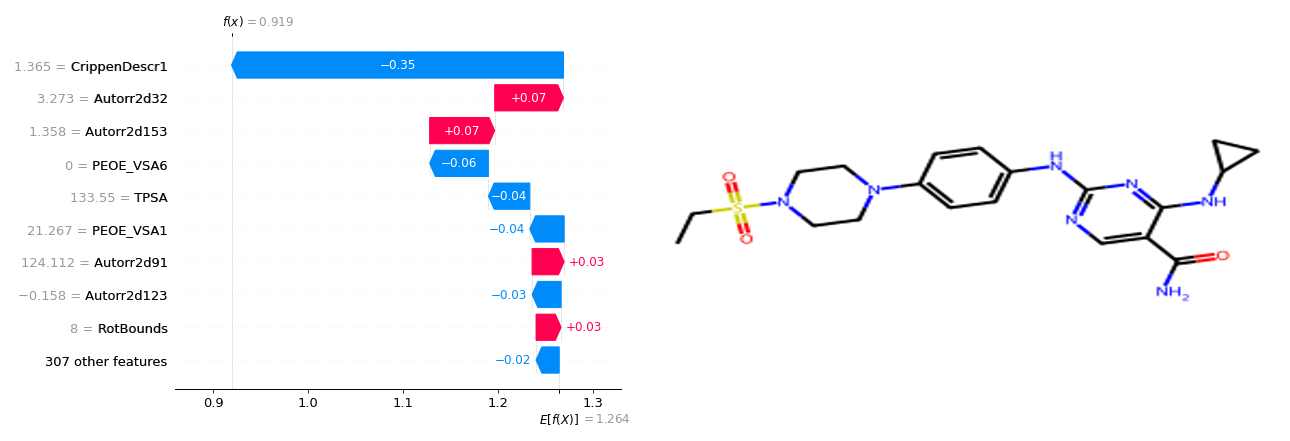 f(x) = 0.919
1.365 = CrippenDescr1
−0.35
3.273 = Autorr2d32
+0.07
1.358 = Autorr2d153
+0.07
0 = PEOE_VSA6
−0.06
133.55 = TPSA
−0.04
21.267 = PEOE_VSA1
−0.04
124.112 = Autorr2d91
+0.03
−0.158 = Autorr2d123
−0.03
8 = RotBounds
+0.03
307 other features
−0.02
0.9 1.0 1.1 1.2 1.3
E[f(X)] = 1.264
O
S
O
N
N
H
N
N
N
NH
O
NH2